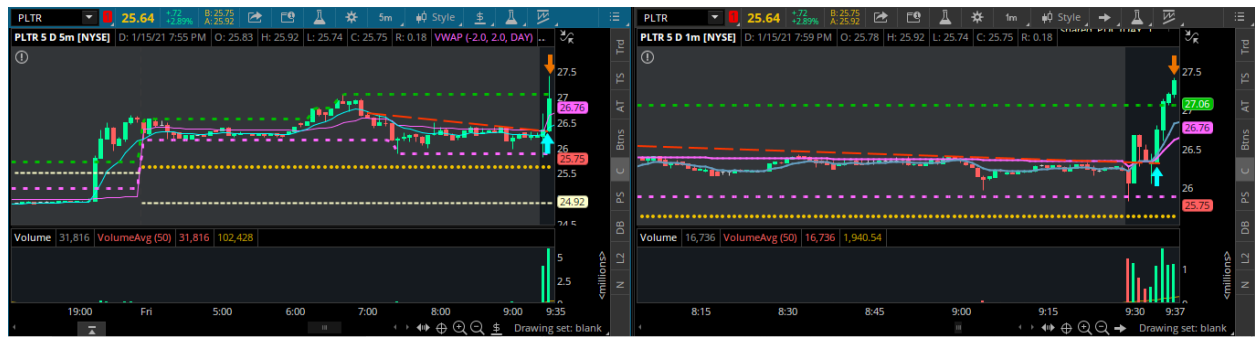 PLTR 25.64 +.72 +2.89% B: 25.75 A: 25.92 5m Style $
PLTR 5 D 5m [NYSE] D: 1/15/21 7:55 PM O: 25.83 H: 25.92 L: 25.74 C: 25.75 R: 0.18 VWAP (-2.0, 2.0, DAY) ..
27.5
27
26.76
26.5
26
25.75
25.5
24.92
24.5
Volume 31,816 VolumeAvg (50) 31,816 102,428
5
2.5
0
<millions>
19:00 Fri 5:00 6:00 7:00 8:00 9:00 9:35
$ Drawing set: blank
Trd
TS
AT
Btns
C
PS
DB
L2
N
PLTR 25.64 +.72 +2.89% B: 25.75 A: 25.92 1m Style
PLTR 5 D 1m [NYSE] D: 1/15/21 7:59 PM O: 25.78 H: 25.92 L: 25.74 C: 25.75 R: 0.18
27.5
27.06
26.76
26.5
26
25.75
Volume 16,736 VolumeAvg (50) 16,736 1,940.54
1
0
<millions>
8:15 8:30 8:45 9:00 9:15 9:30 9:37
Drawing set: blank
Trd
TS
AT
Btns
C
PS
DB
L2
N